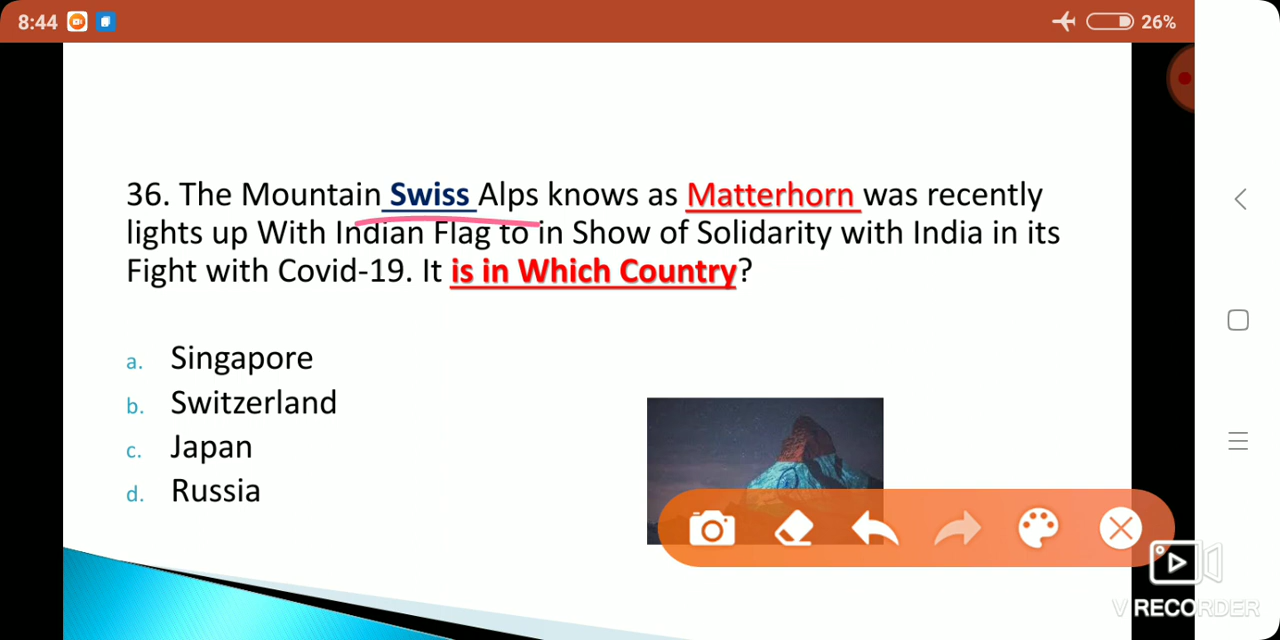 8:44
26%
36. The Mountain Swiss Alps knows as Matterhorn was recently
lights up With Indian Flag to in Show of Solidarity with India in its
Fight with Covid-19. It is in Which Country?
a. Singapore
b. Switzerland
c. Japan
d. Russia
V RECORDER